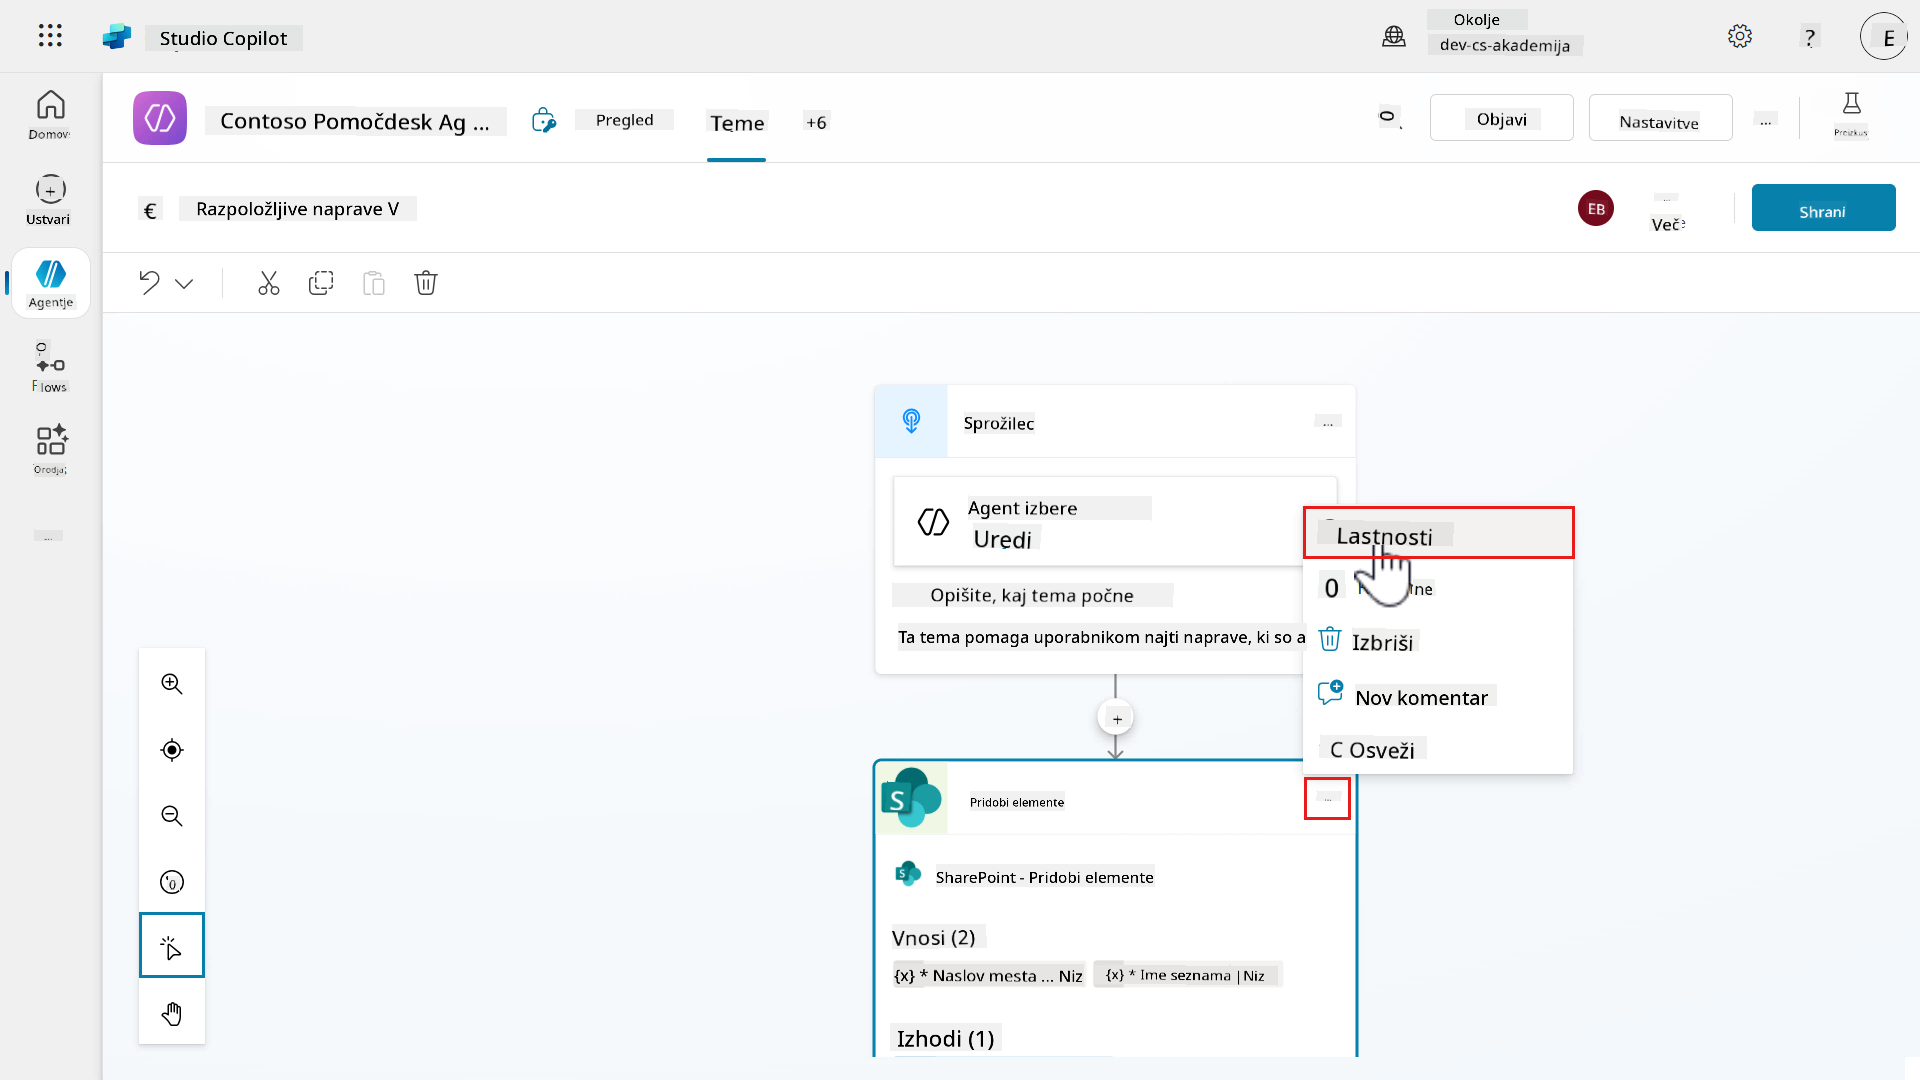 Studio Copilot
Okolje
dev-cs-akademija
?
E
Domov
Ustvari
Agentje
Flows
Orodja
...
Contoso Pomočdesk Ag ...
Pregled
Teme
+6
Objavi
Nastavitve
...
Preizkus
€
Razpoložljive naprave V
EB
...
Več
Shrani
Sprožilec
...
Agent izbere
Uredi
Opišite, kaj tema počne
Ta tema pomaga uporabnikom najti naprave, ki so a
Lastnosti
0
Izbriši
Nov komentar
C Osveži
+
S
Pridobi elemente
...
S
SharePoint - Pridobi elemente
Vnosi (2)
{x} * Naslov mesta ... Niz
{x} * Ime seznama |Niz
Izhodi (1)